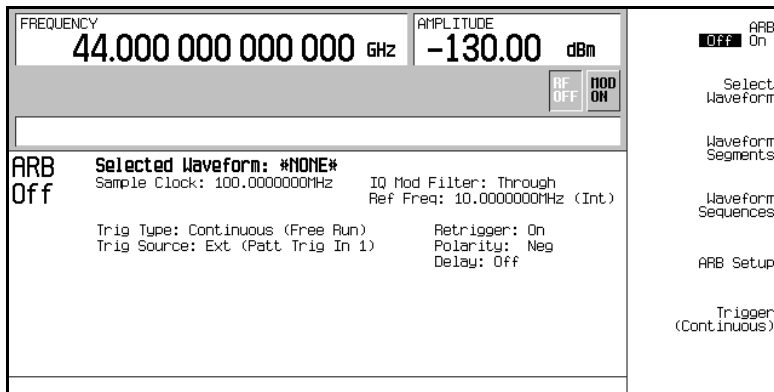 FREQUENCY
44.000 000 000 000 GHz
AMPLITUDE
-130.00 dBm
RF OFF
MOD ON
ARB Off
Selected Waveform: *NONE*
Sample Clock: 100.0000000MHz
IQ Mod Filter: Through
Ref Freq: 10.0000000MHz (Int)
Trig Type: Continuous (Free Run)
Retrigger: On
Trig Source: Ext (Patt Trig In 1)
Polarity: Neg
Delay: Off
ARB
Off On
Select
Waveform
Waveform
Segments
Waveform
Sequences
ARB Setup
Trigger
(Continuous)